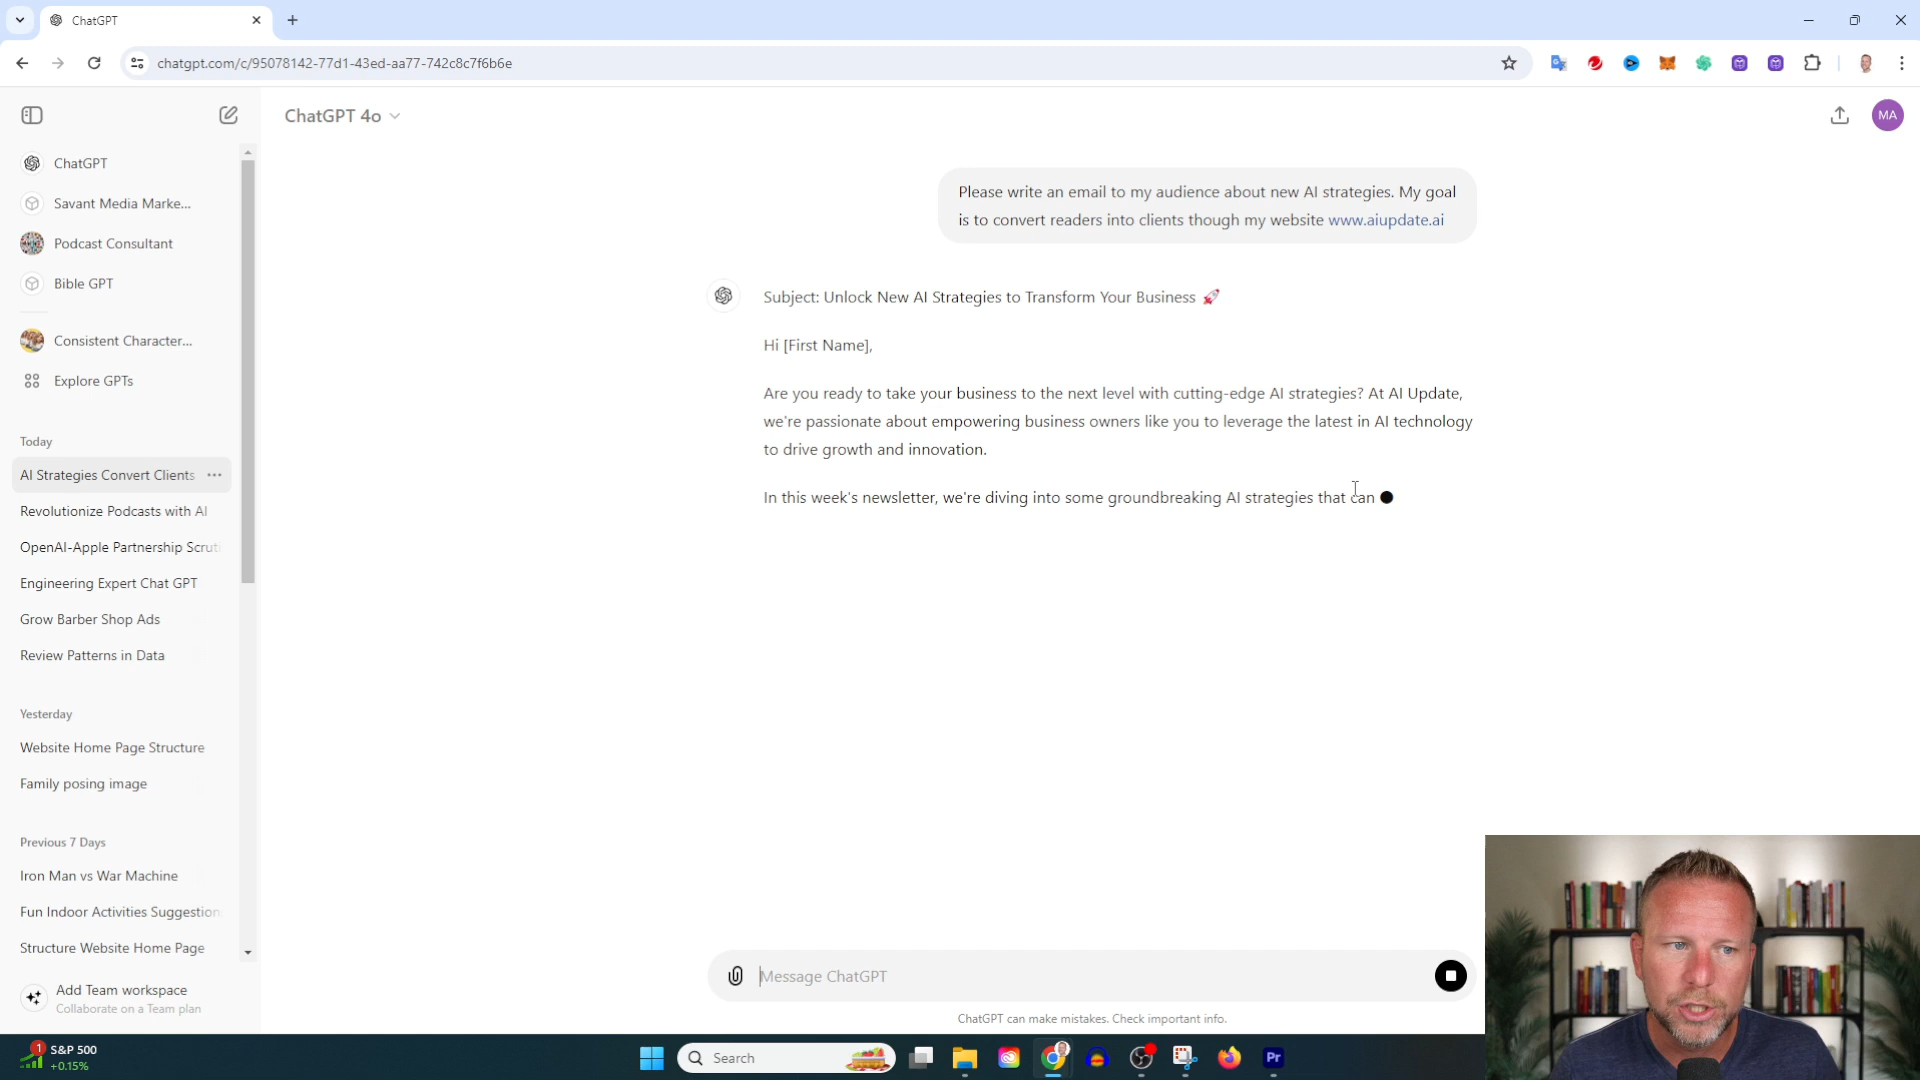 ChatGPT
chatgpt.com/c/95078142-77d1-43ed-aa77-742c8c7f6b6e
ChatGPT 4o
MA
ChatGPT
Savant Media Marke...
Podcast Consultant
Bible GPT
Consistent Character...
Explore GPTs
Today
AI Strategies Convert Clients
Revolutionize Podcasts with AI
OpenAI-Apple Partnership Scruti
Engineering Expert Chat GPT
Grow Barber Shop Ads
Review Patterns in Data
Yesterday
Website Home Page Structure
Family posing image
Previous 7 Days
Iron Man vs War Machine
Fun Indoor Activities Suggestion
Structure Website Home Page
Add Team workspace
Collaborate on a Team plan
Please write an email to my audience about new AI strategies. My goal
is to convert readers into clients though my website www.aiupdate.ai
Subject: Unlock New AI Strategies to Transform Your Business 🚀
Hi [First Name],
Are you ready to take your business to the next level with cutting-edge AI strategies? At AI Update,
we're passionate about empowering business owners like you to leverage the latest in AI technology
to drive growth and innovation.
In this week's newsletter, we're diving into some groundbreaking AI strategies that can
Message ChatGPT
ChatGPT can make mistakes. Check important info.
1
S&P 500
+0.15%
Search
Pr